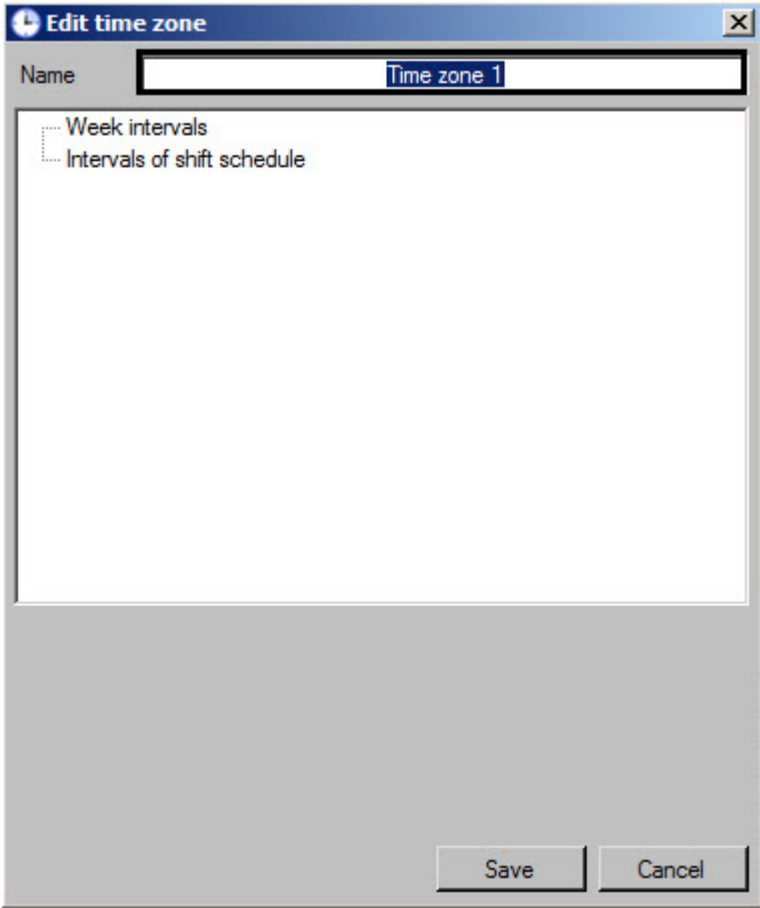 Edit time zone
Name Time zone 1
Week intervals
Intervals of shift schedule
Save Cancel